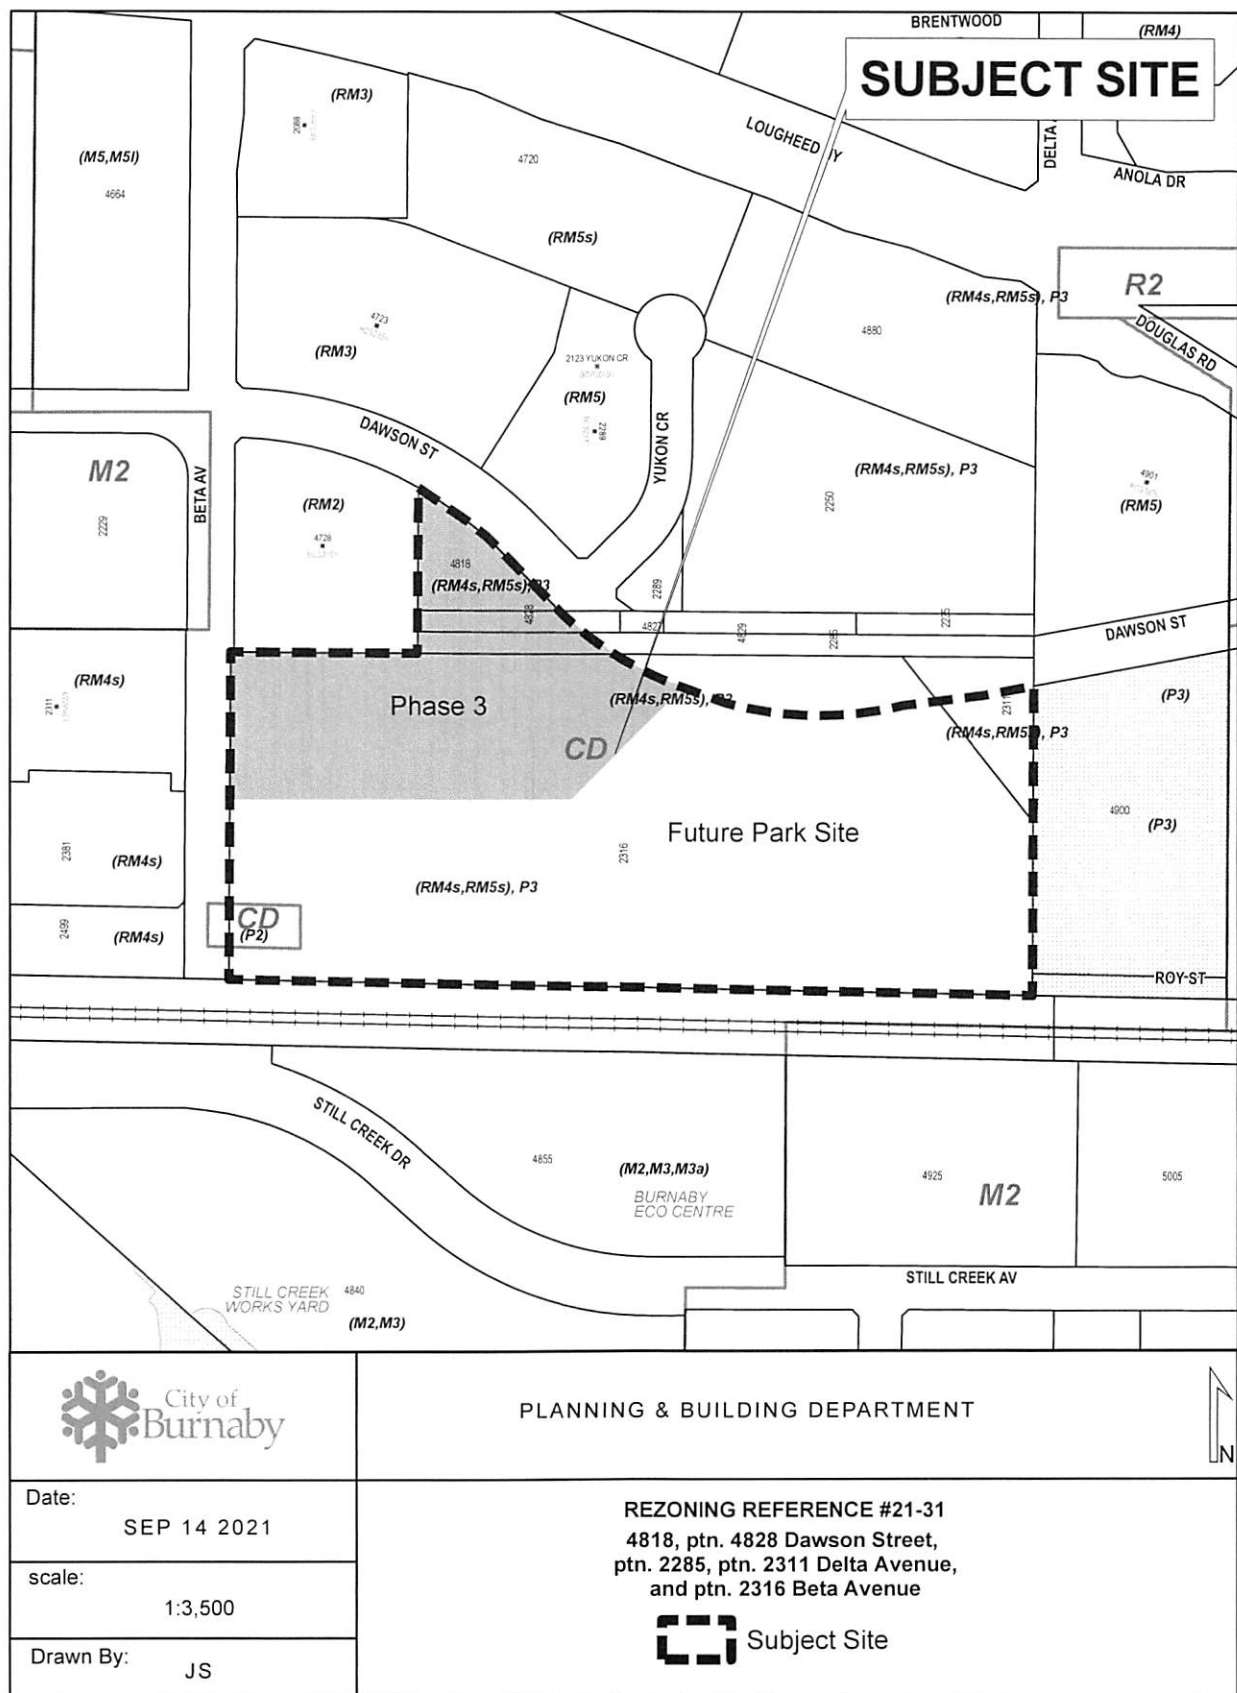 BRENTWOOD
(RM4)
SUBJECT SITE
(RM3)
2088
LOUGHEED
DELTA
(M5,M5I)
4664
4720
ANOLA DR
(RM5s)
R2
(RM4s,RM5s), P3
4723
(RM3)
4880
DOUGLAS RD
2123 YUKON CR
(RM5)
2289
DAWSON ST
YUKON CR
M2
BETA AV
(RM4s,RM5s), P3
4901
(RM5)
2229
(RM2)
4728
2250
4818
(RM4s,RM5s), P3
4828
2289
4827
4829
2285
2235
DAWSON ST
(RM4s)
2311
Phase 3
(RM4s,RM5s), P3
2311
(P3)
(RM4s,RM5s), P3
CD
4900
(P3)
Future Park Site
2381
(RM4s)
2316
(RM4s,RM5s), P3
2499
(RM4s)
CD
(P2)
ROY ST
STILL CREEK DR
4855
(M2,M3,M3a)
BURNABY
ECO CENTRE
4925
M2
5005
STILL CREEK AV
STILL CREEK
WORKS YARD
4840
(M2,M3)
City of
Burnaby
PLANNING & BUILDING DEPARTMENT
N
Date:
SEP 14 2021
REZONING REFERENCE #21-31
4818, ptn. 4828 Dawson Street,
ptn. 2285, ptn. 2311 Delta Avenue,
and ptn. 2316 Beta Avenue
scale:
1:3,500
Subject Site
Drawn By:
JS